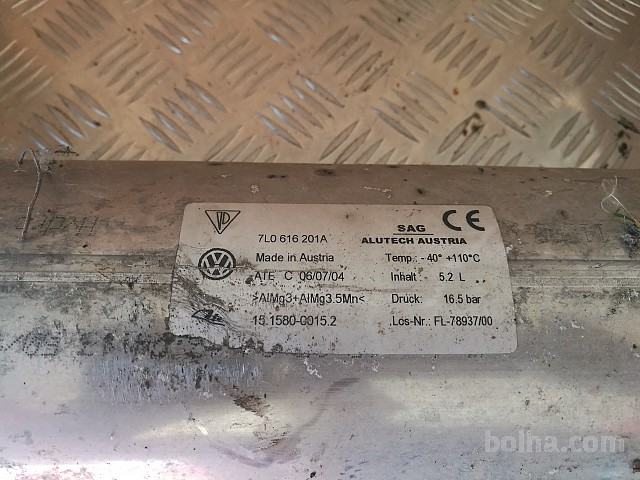 7L0 616 201A
SAG
CE
ALUTECH AUSTRIA
Made in Austria
Temp.: - 40° +110°C
ATE C 06/07/04
Inhalt: - 5.2 L
>AlMg3+AlMg3.5Mn<
Druck: 16.5 bar
15.1580-0015.2
Los-Nr.: FL-78937/00
bolha.com